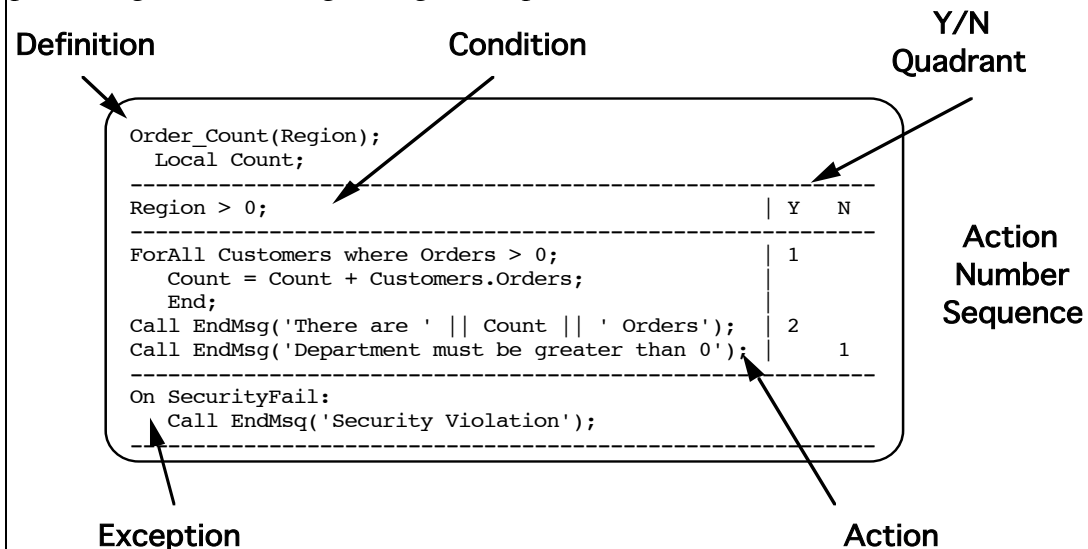 Definition
Condition
Y/N
Quadrant
Order_Count(Region);
Local Count;
Region > 0; | Y N
ForAll Customers where Orders > 0; | 1
Count = Count + Customers.Orders; |
End; |
Call EndMsg('There are ' || Count || ' Orders'); | 2
Call EndMsg('Department must be greater than 0'); | 1
On SecurityFail:
Call EndMsq('Security Violation');
Action
Number
Sequence
Exception
Action